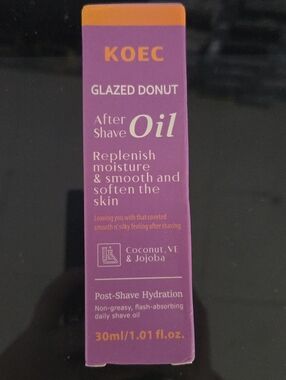 KOEC
GLAZED DONUT
After
Shave Oil
Replenish
moisture
& smooth and
soften the
skin
Leaving you with that coveted
smooth n' silky feeling after shaving
Coconut, VE
& Jojoba
Post-Shave Hydration
Non-greasy, flash-absorbing
daily shave oil
30ml/1.01 fl.oz.